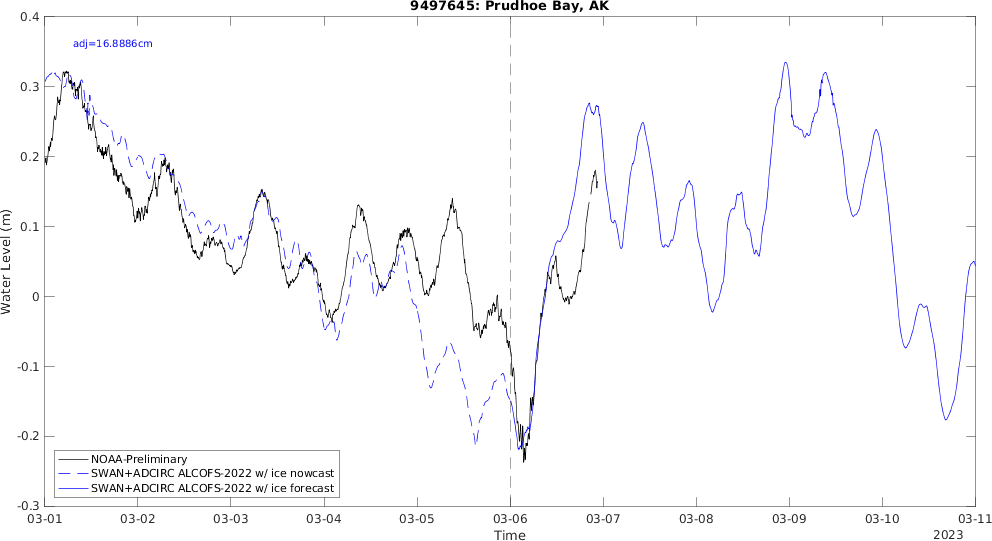 9497645: Prudhoe Bay, AK
adj=16.8886cm
0.4
0.3
0.2
0.1
0
-0.1
-0.2
-0.3
Water Level (m)
NOAA-Preliminary
SWAN+ADCIRC ALCOFS-2022 w/ ice nowcast
SWAN+ADCIRC ALCOFS-2022 w/ ice forecast
03-01 03-02 03-03 03-04 03-05 03-06 03-07 03-08 03-09 03-10 03-11
Time
2023